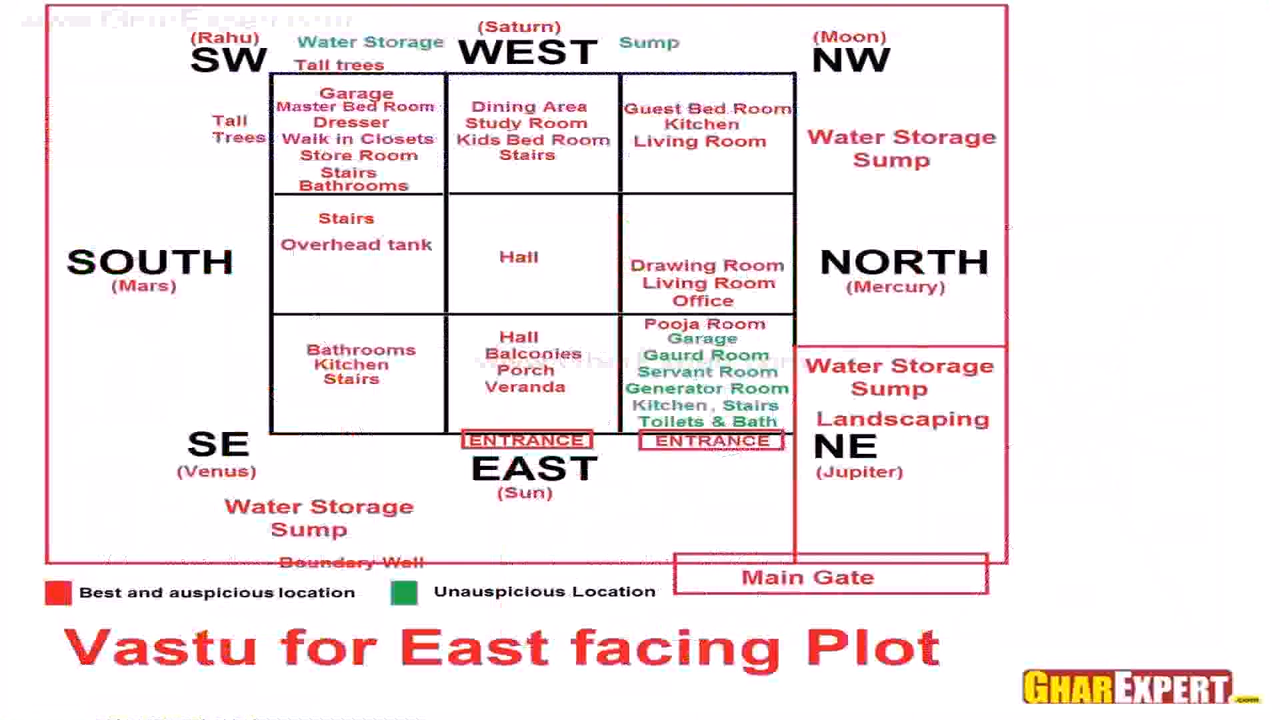 (Saturn)
(Rahu)
Water Storage
WEST
Sump
(Moon)
SW
NW
Tall trees
Garage
Master Bed Room
Dresser
Walk in Closets
Store Room
Stairs
Bathrooms
Dining Area
Study Room
Kids Bed Room
Stairs
Guest Bed Room
Kitchen
Living Room
Tall
Trees
Water Storage
Sump
Stairs
Overhead tank
Hall
Drawing Room
Living Room
Office
SOUTH
(Mars)
NORTH
(Mercury)
Bathrooms
Kitchen
Stairs
Hall
Balconies
Porch
Veranda
Pooja Room
Garage
Gaurd Room
Servant Room
Generator Room
Kitchen , Stairs
Toilets & Bath
Water Storage
Sump
Landscaping
SE
(Venus)
ENTRANCE
ENTRANCE
EAST
(Sun)
NE
(Jupiter)
Water Storage
Sump
Boundary Well
Main Gate
Best and auspicious location
Unauspicious Location
Vastu for East facing Plot
GHAREXPERT.com